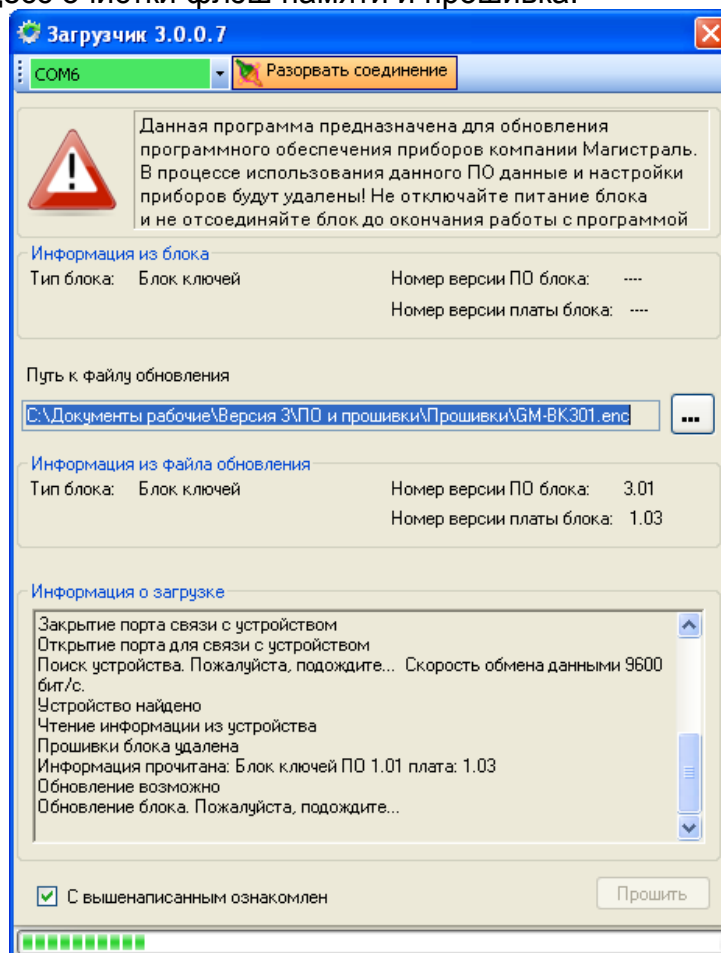 очистки флеш памяти и прошивка.
Загрузчик 3.0.0.7
COM6
Разорвать соединение
Данная программа предназначена для обновления
программного обеспечения приборов компании Магистраль.
В процессе использования данного ПО данные и настройки
приборов будут удалены! Не отключайте питание блока
и не отсоединяйте блок до окончания работы с программой
Информация из блока
Тип блока: Блок ключей Номер версии ПО блока: ----
Номер версии платы блока: ----
Путь к файлу обновления
C:\Документы рабочие\Версия 3\ПО и прошивки\Прошивки\GM-BK301.enc ...
Информация из файла обновления
Тип блока: Блок ключей Номер версии ПО блока: 3.01
Номер версии платы блока: 1.03
Информация о загрузке
Закрытие порта связи с устройством
Открытие порта для связи с устройством
Поиск устройства. Пожалуйста, подождите... Скорость обмена данными 9600
бит/с.
Устройство найдено
Чтение информации из устройства
Прошивки блока удалена
Информация прочитана: Блок ключей ПО 1.01 плата: 1.03
Обновление возможно
Обновление блока. Пожалуйста, подождите...
С вышенаписанным ознакомлен
Прошить